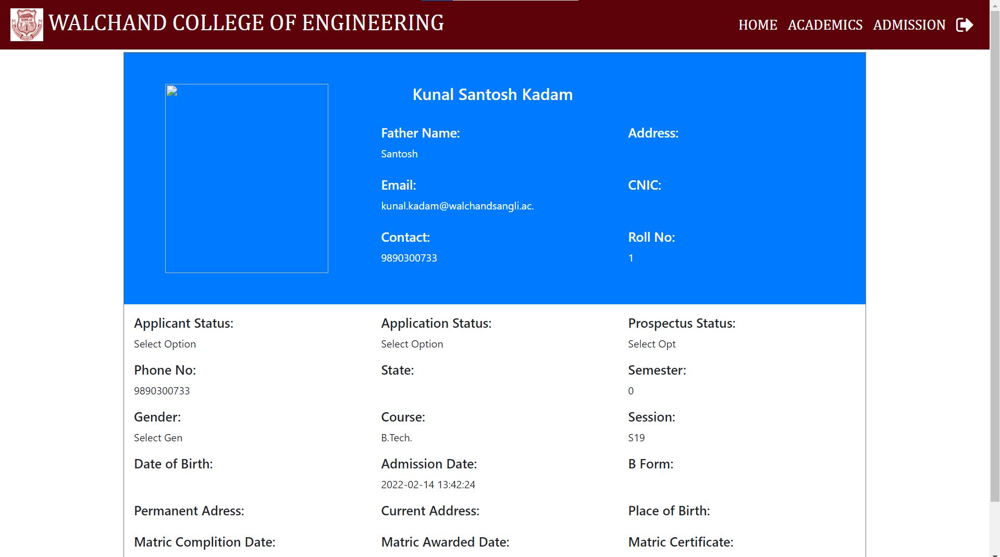 WALCHAND COLLEGE OF ENGINEERING
HOME ACADEMICS ADMISSION
Kunal Santosh Kadam
Father Name: Address:
Santosh
Email: CNIC:
kunal.kadam@walchandsangli.ac.
Contact: Roll No:
9890300733 1
Applicant Status: Application Status: Prospectus Status:
Select Option Select Option Select Opt
Phone No: State: Semester:
9890300733 0
Gender: Course: Session:
Select Gen B.Tech. S19
Date of Birth: Admission Date: B Form:
2022-02-14 13:42:24
Permanent Adress: Current Address: Place of Birth:
Matric Complition Date: Matric Awarded Date: Matric Certificate: